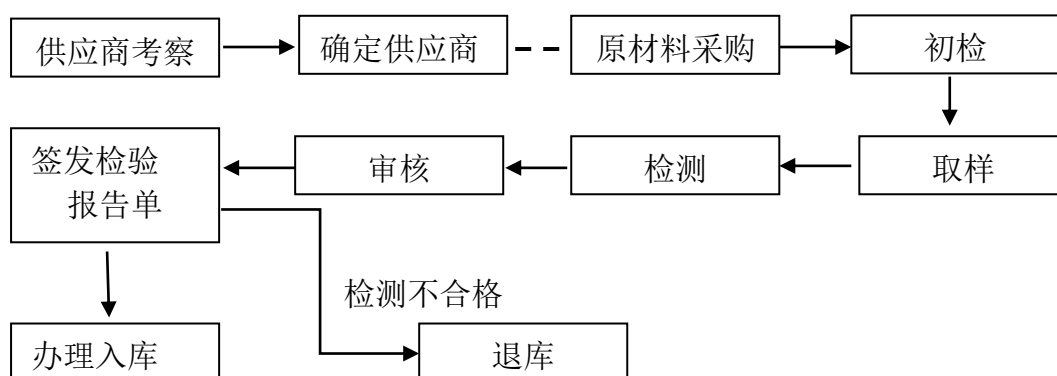 供应商考察
确定供应商
原材料采购
初检
签发检验
报告单
审核
检测
取样
检测不合格
办理入库
退库